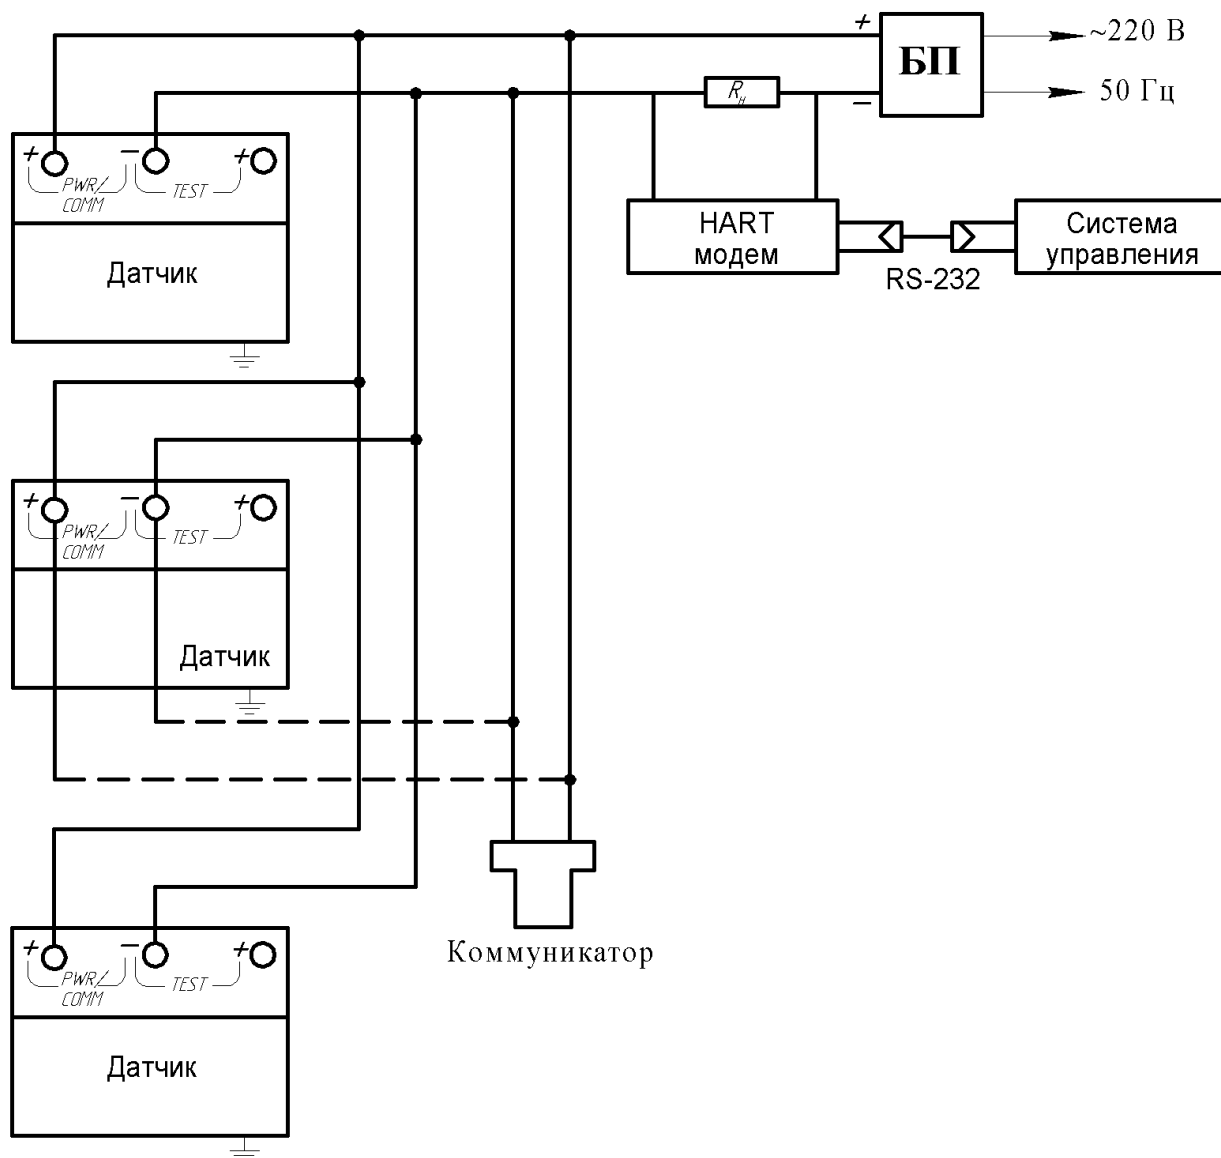 +
БП
~220 В
–
50 Гц
Rн
+ – +
PWR/
COMM
TEST
Датчик
HART
модем
RS-232
Система
управления
+ – +
PWR/
COMM
TEST
Датчик
Коммуникатор
+ – +
PWR/
COMM
TEST
Датчик